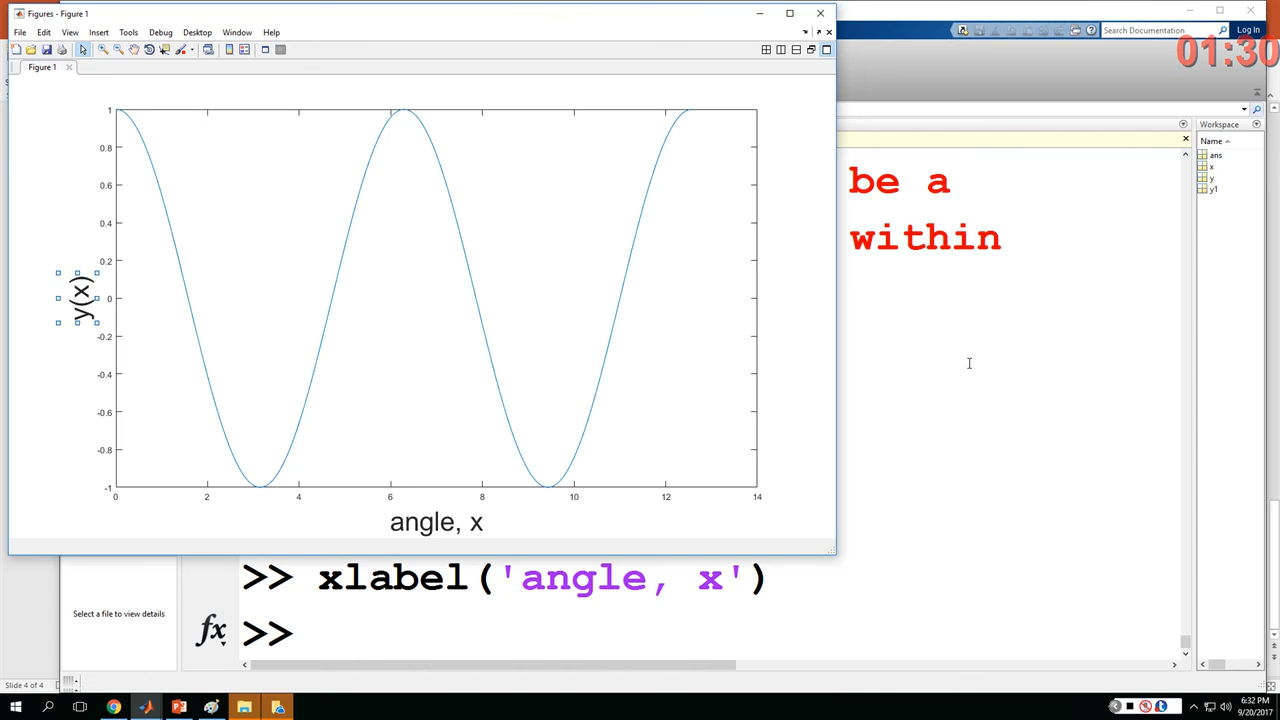 Figures - Figure 1
File Edit View Insert Tools Debug Desktop Window Help
Search Documentation
Log In
01:30
Figure 1
Workspace
Name
ans
x
y
y1
be a
within
1
0.8
0.6
0.4
0.2
0
-0.2
-0.4
-0.6
-0.8
-1
y(x)
0 2 4 6 8 10 12 14
angle, x
>> xlabel('angle, x')
Select a file to view details
fx
>>
Slide 4 of 4
6:32 PM
9/20/2017